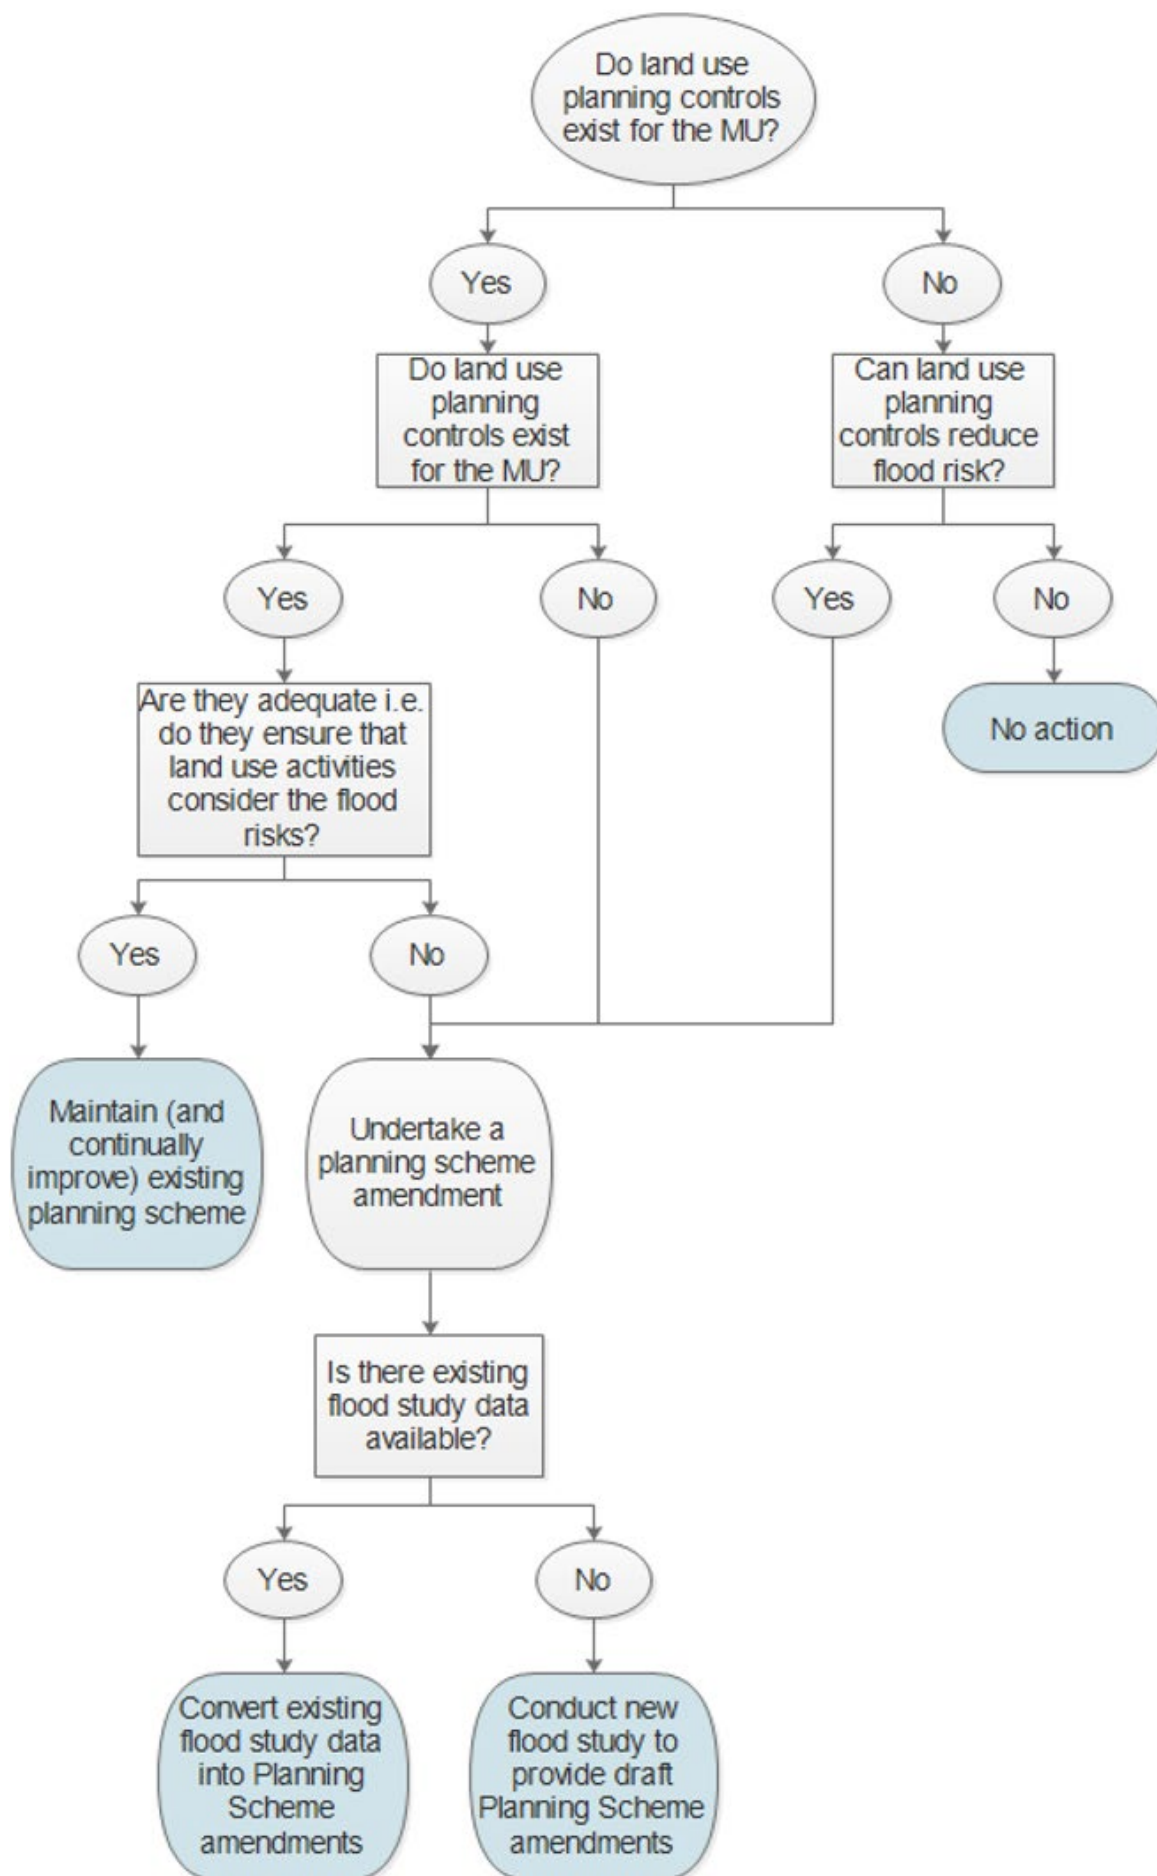 Do land use
planning controls
exist for the MU?
Yes
No
Do land use
planning
controls exist
for the MU?
Can land use
planning
controls reduce
flood risk?
Yes
No
Yes
No
Are they adequate i.e.
do they ensure that
land use activities
consider the flood
risks?
No action
Yes
No
Maintain (and
continually
improve) existing
planning scheme
Undertake a
planning scheme
amendment
Is there existing
flood study data
available?
Yes
No
Convert existing
flood study data
into Planning
Scheme
amendments
Conduct new
flood study to
provide draft
Planning Scheme
amendments